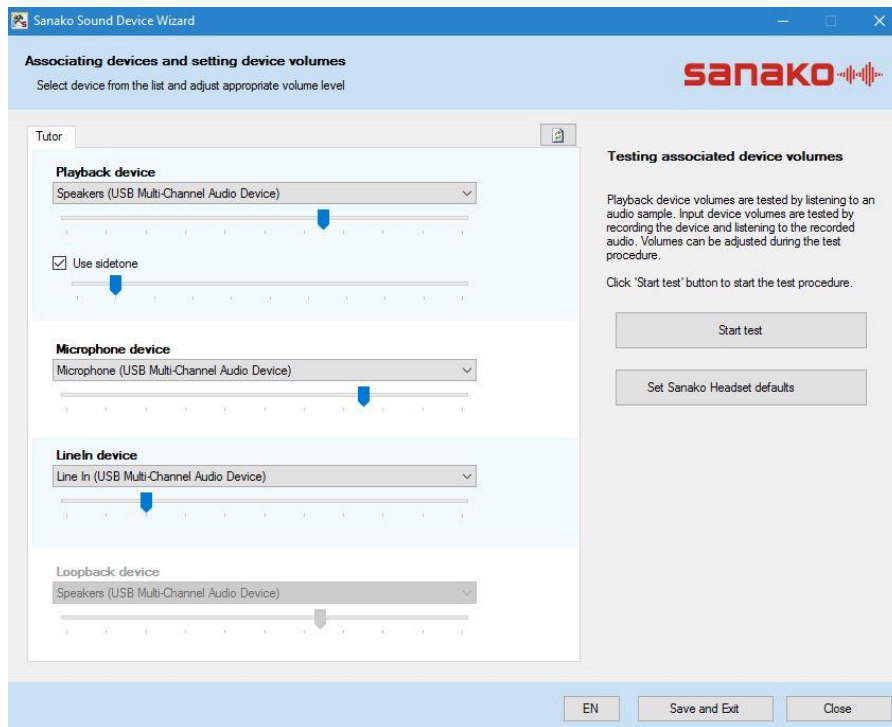 Sanako Sound Device Wizard
Associating devices and setting device volumes
Select device from the list and adjust appropriate volume level
sanako
Tutor
Playback device
Speakers (USB Multi-Channel Audio Device)
Use sidetone
Microphone device
Microphone (USB Multi-Channel Audio Device)
LineIn device
Line In (USB Multi-Channel Audio Device)
Loopback device
Speakers (USB Multi-Channel Audio Device)
Testing associated device volumes
Playback device volumes are tested by listening to an
audio sample. Input device volumes are tested by
recording the device and listening to the recorded
audio. Volumes can be adjusted during the test
procedure.
Click 'Start test' button to start the test procedure.
Start test
Set Sanako Headset defaults
EN
Save and Exit
Close